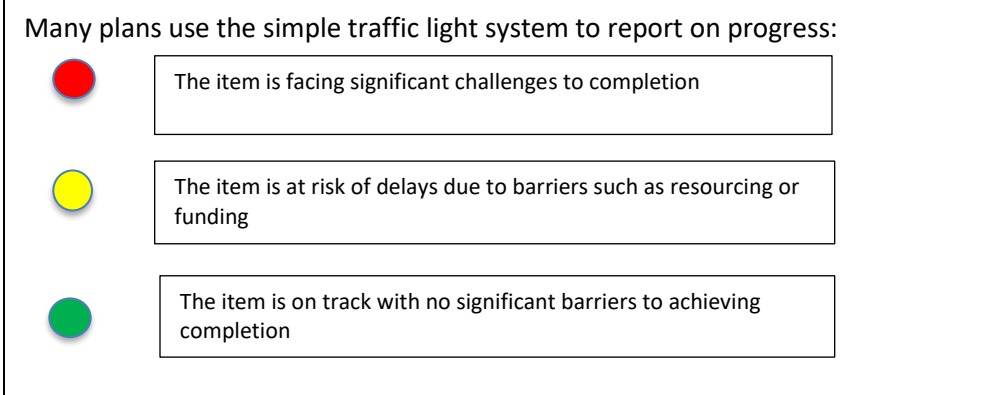 Many plans use the simple traffic light system to report on progress:
The item is facing significant challenges to completion
The item is at risk of delays due to barriers such as resourcing or
funding
The item is on track with no significant barriers to achieving
completion